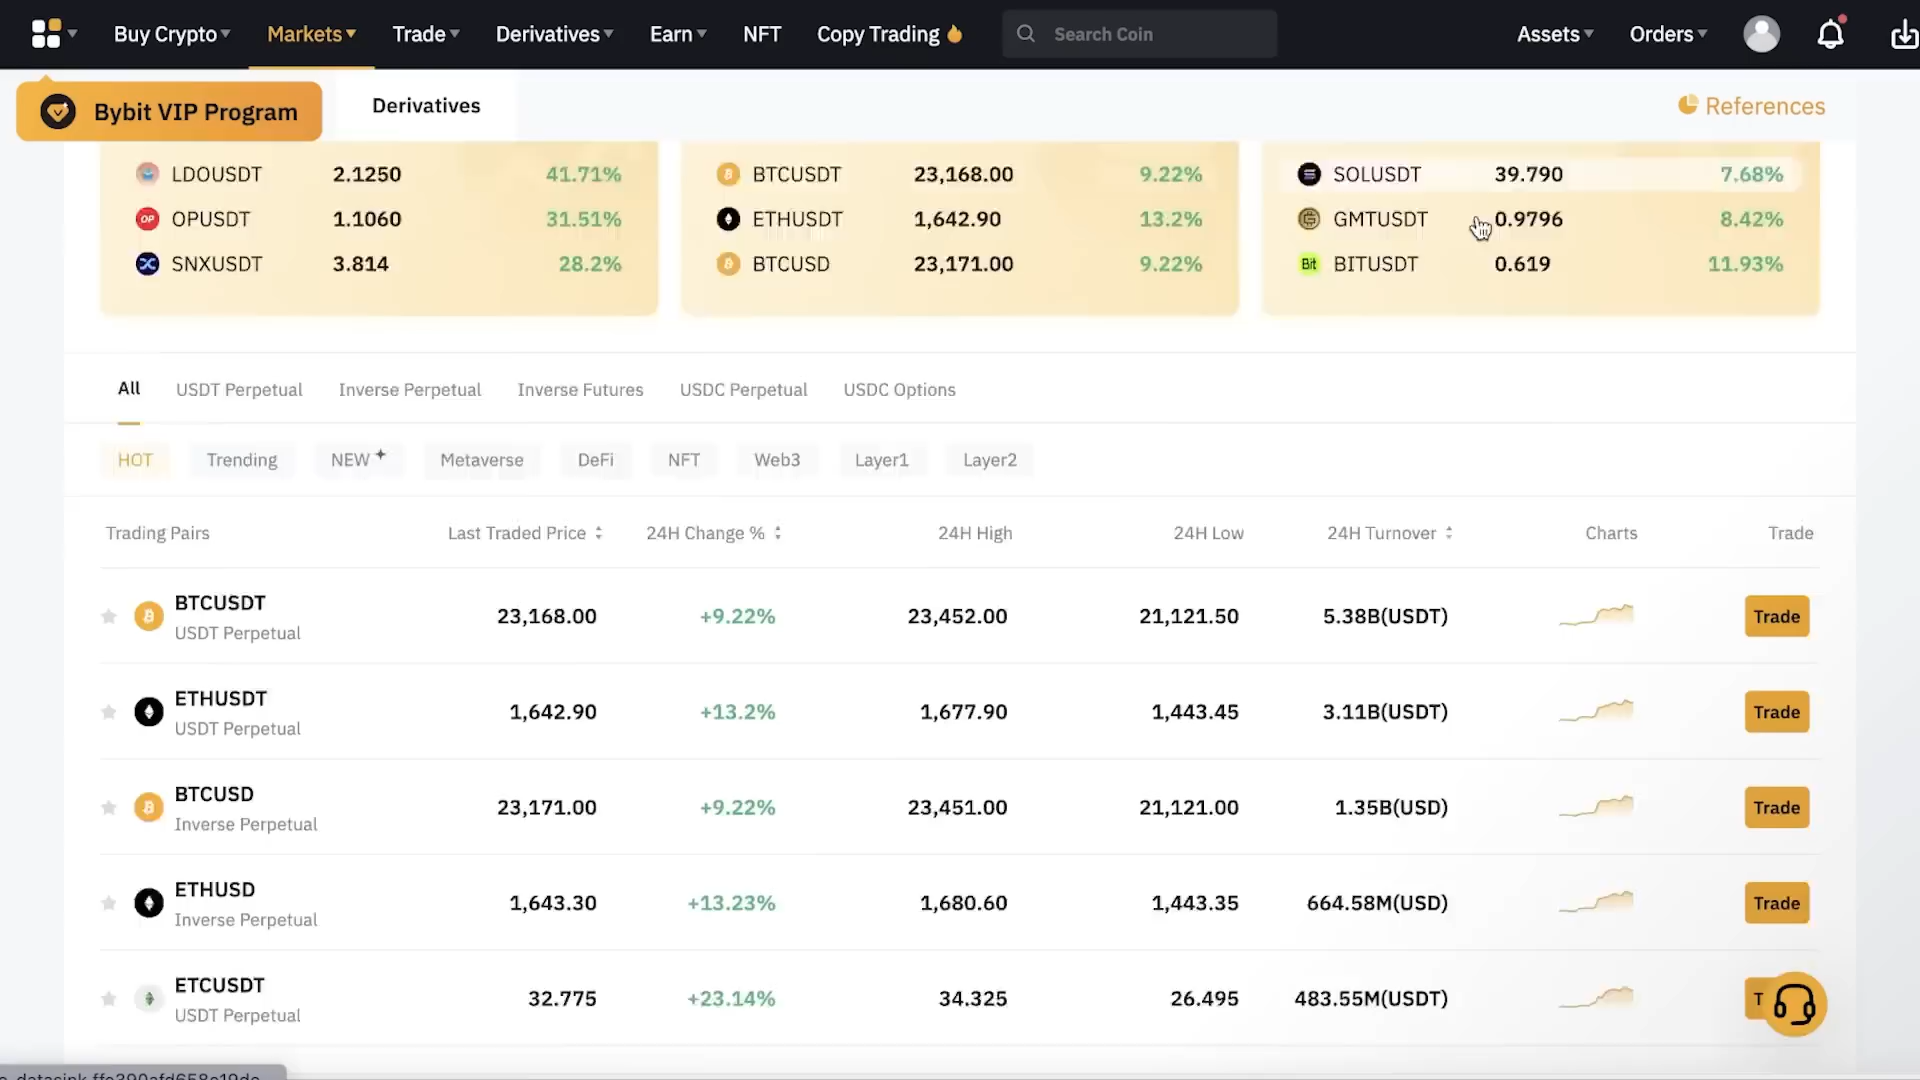 Buy Crypto Markets Trade Derivatives Earn NFT Copy Trading Search Coin Assets Orders
Bybit VIP Program Derivatives References
LDOUSDT 2.1250 41.71% BTCUSDT 23,168.00 9.22% SOLUSDT 39.790 7.68%
OP OPUSDT 1.1060 31.51% ETHUSDT 1,642.90 13.2% GMTUSDT 0.9796 8.42%
SNXUSDT 3.814 28.2% BTCUSD 23,171.00 9.22% Bit BITUSDT 0.619 11.93%
All USDT Perpetual Inverse Perpetual Inverse Futures USDC Perpetual USDC Options
HOT Trending NEW Metaverse DeFi NFT Web3 Layer1 Layer2
Trading Pairs Last Traded Price 24H Change % 24H High 24H Low 24H Turnover Charts Trade
BTCUSDT
USDT Perpetual
23,168.00 +9.22% 23,452.00 21,121.50 5.38B(USDT) Trade
ETHUSDT
USDT Perpetual
1,642.90 +13.2% 1,677.90 1,443.45 3.11B(USDT) Trade
BTCUSD
Inverse Perpetual
23,171.00 +9.22% 23,451.00 21,121.00 1.35B(USD) Trade
ETHUSD
Inverse Perpetual
1,643.30 +13.23% 1,680.60 1,443.35 664.58M(USD) Trade
ETCUSDT
USDT Perpetual
32.775 +23.14% 34.325 26.495 483.55M(USDT) T